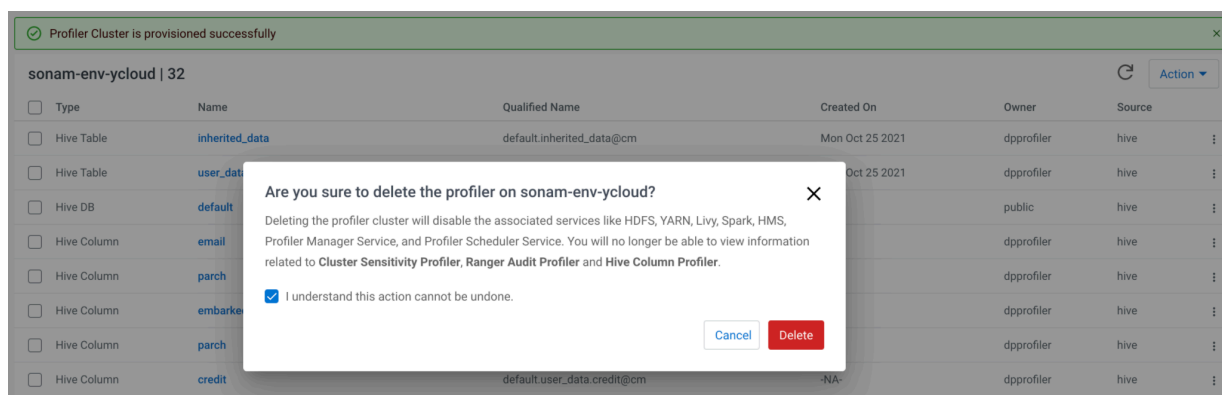 Profiler Cluster is provisioned successfully
sonam-env-ycloud | 32
Action
Type Name Qualified Name Created On Owner Source
Hive Table inherited_data default.inherited_data@cm Mon Oct 25 2021 dpprofiler hive
Hive Table user_dat Oct 25 2021 dpprofiler hive
Are you sure to delete the profiler on sonam-env-ycloud?
Hive DB default public hive
Deleting the profiler cluster will disable the associated services like HDFS, YARN, Livy, Spark, HMS,
Profiler Manager Service, and Profiler Scheduler Service. You will no longer be able to view information
related to Cluster Sensitivity Profiler, Ranger Audit Profiler and Hive Column Profiler.
Hive Column email dpprofiler hive
Hive Column parch dpprofiler hive
I understand this action cannot be undone.
Hive Column embarke dpprofiler hive
Cancel Delete
Hive Column parch dpprofiler hive
Hive Column credit default.user_data.credit@cm -NA- dpprofiler hive